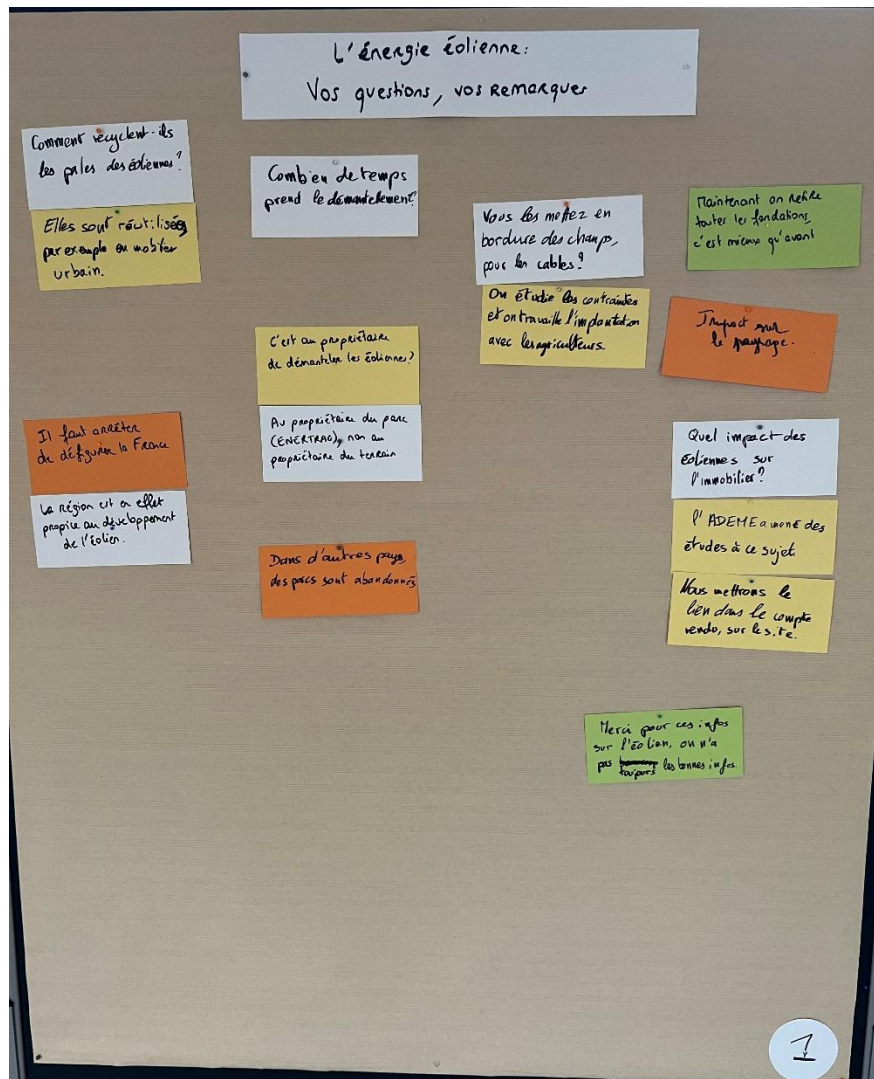 L'énergie éolienne:
Vos questions, vos remarques
Comment recyclent-ils
les pales des éoliennes?
Elles sont réutilisées
par exemple en mobilier
urbain.
Il faut arrêter
de défigurer la France
La région est en effet
propice au développement
de l'éolien.
Combien de temps
prend le démantelement?
C'est au propriétaire
de démanteler les éoliennes?
Au propriétaire du parc
(ENERTRAG), non au
propriétaire du terrain
Dans d'autres pays,
des parcs sont abandonnés
Vous les mettez en
bordure des champs,
pour les cables?
On étudie les contraintes
et on travaille l'implantation
avec les agriculteurs.
Maintenant on retire
toutes les fondations,
c'est mieux qu'avant
Impact sur
le paysage.
Quel impact des
éoliennes sur
l'immobilier?
l'ADEME a mené des
études à ce sujet.
Nous mettrons le
lien dans le compte
rendu, sur le site.
Merci pour ces infos
sur l'éolien, on n'a
pas toujours les bonnes infos.
1